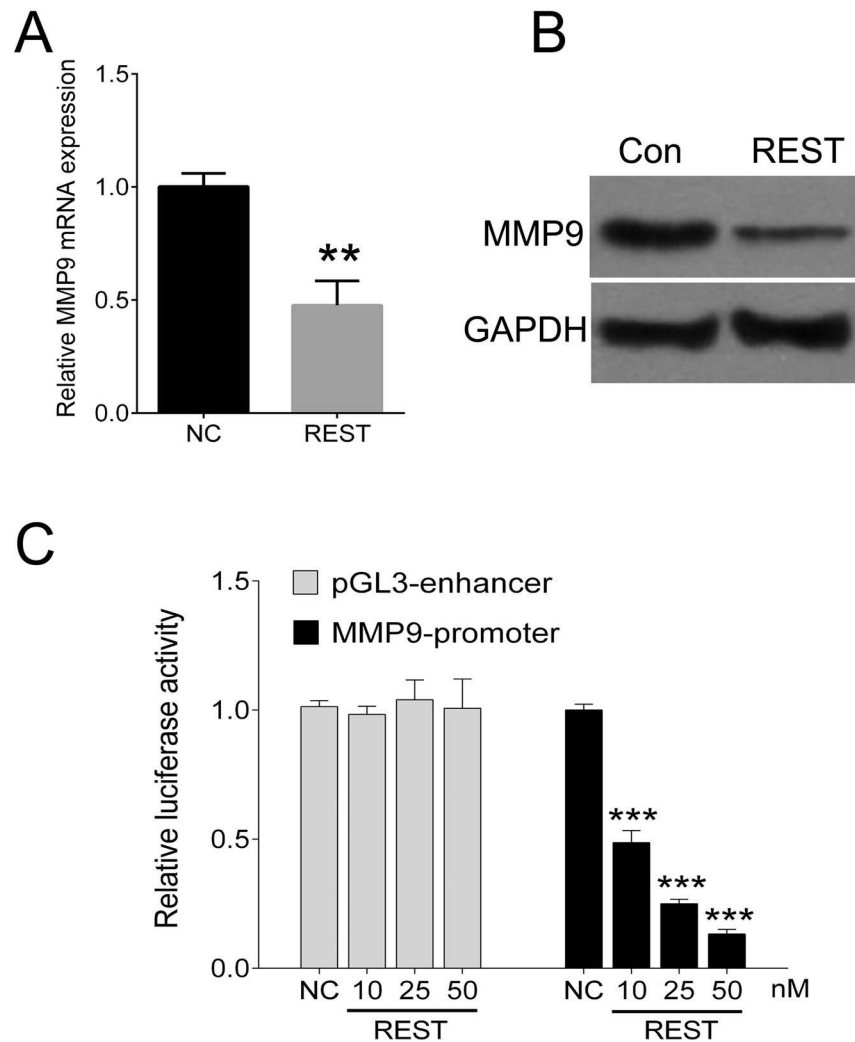 A
Relative MMP9 mRNA expression
1.5
1.0
0.5
0.0
**
NC REST
B
Con REST
MMP9
GAPDH
C
Relative luciferase activity
1.5
1.0
0.5
0.0
pGL3-enhancer
MMP9-promoter
***
***
***
NC 10 25 50 NC 10 25 50 nM
REST REST